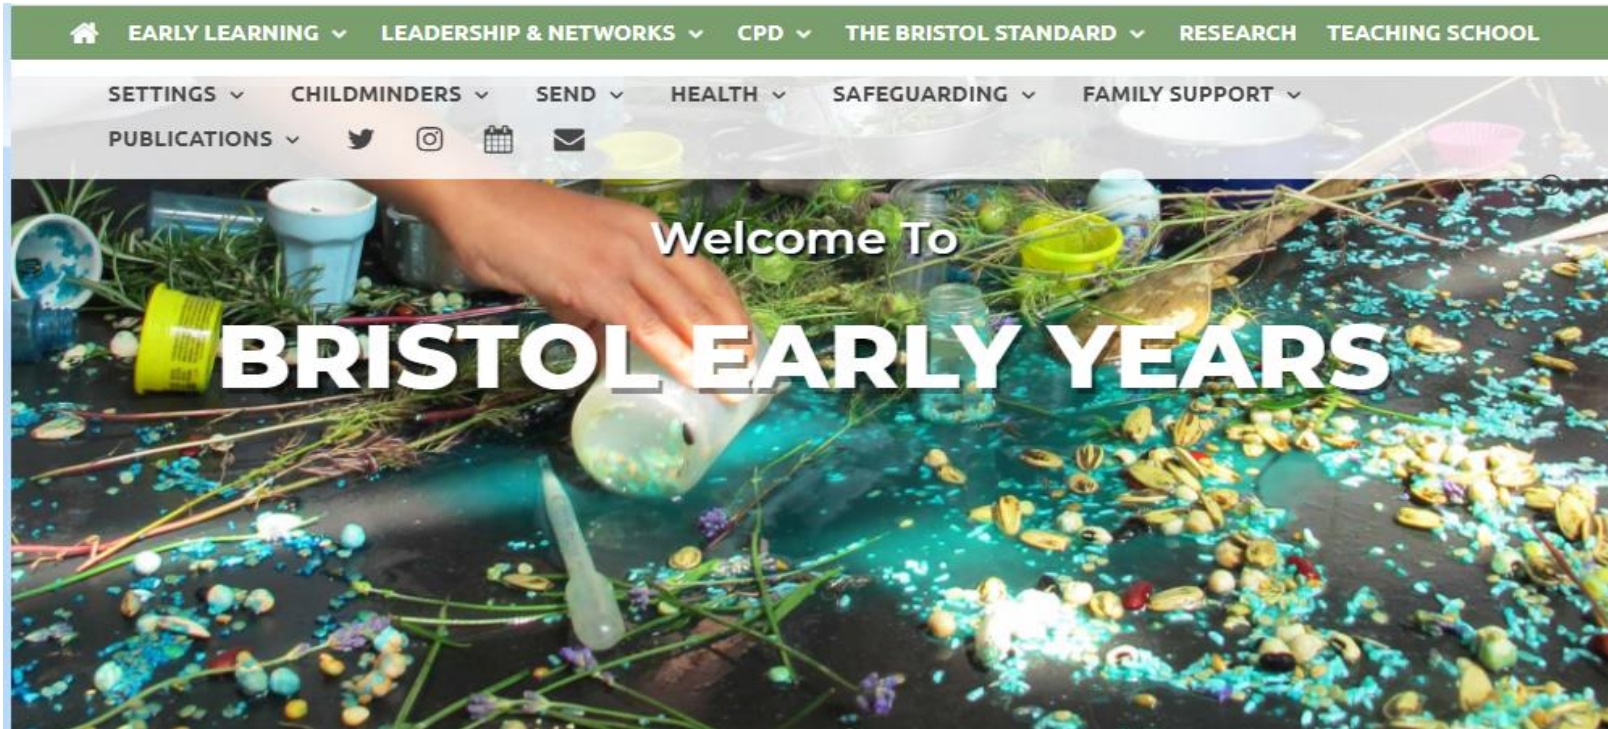 EARLY LEARNING LEADERSHIP & NETWORKS CPD THE BRISTOL STANDARD RESEARCH TEACHING SCHOOL
SETTINGS CHILDMINDERS SEND HEALTH SAFEGUARDING FAMILY SUPPORT
PUBLICATIONS
Welcome To
BRISTOL EARLY YEARS